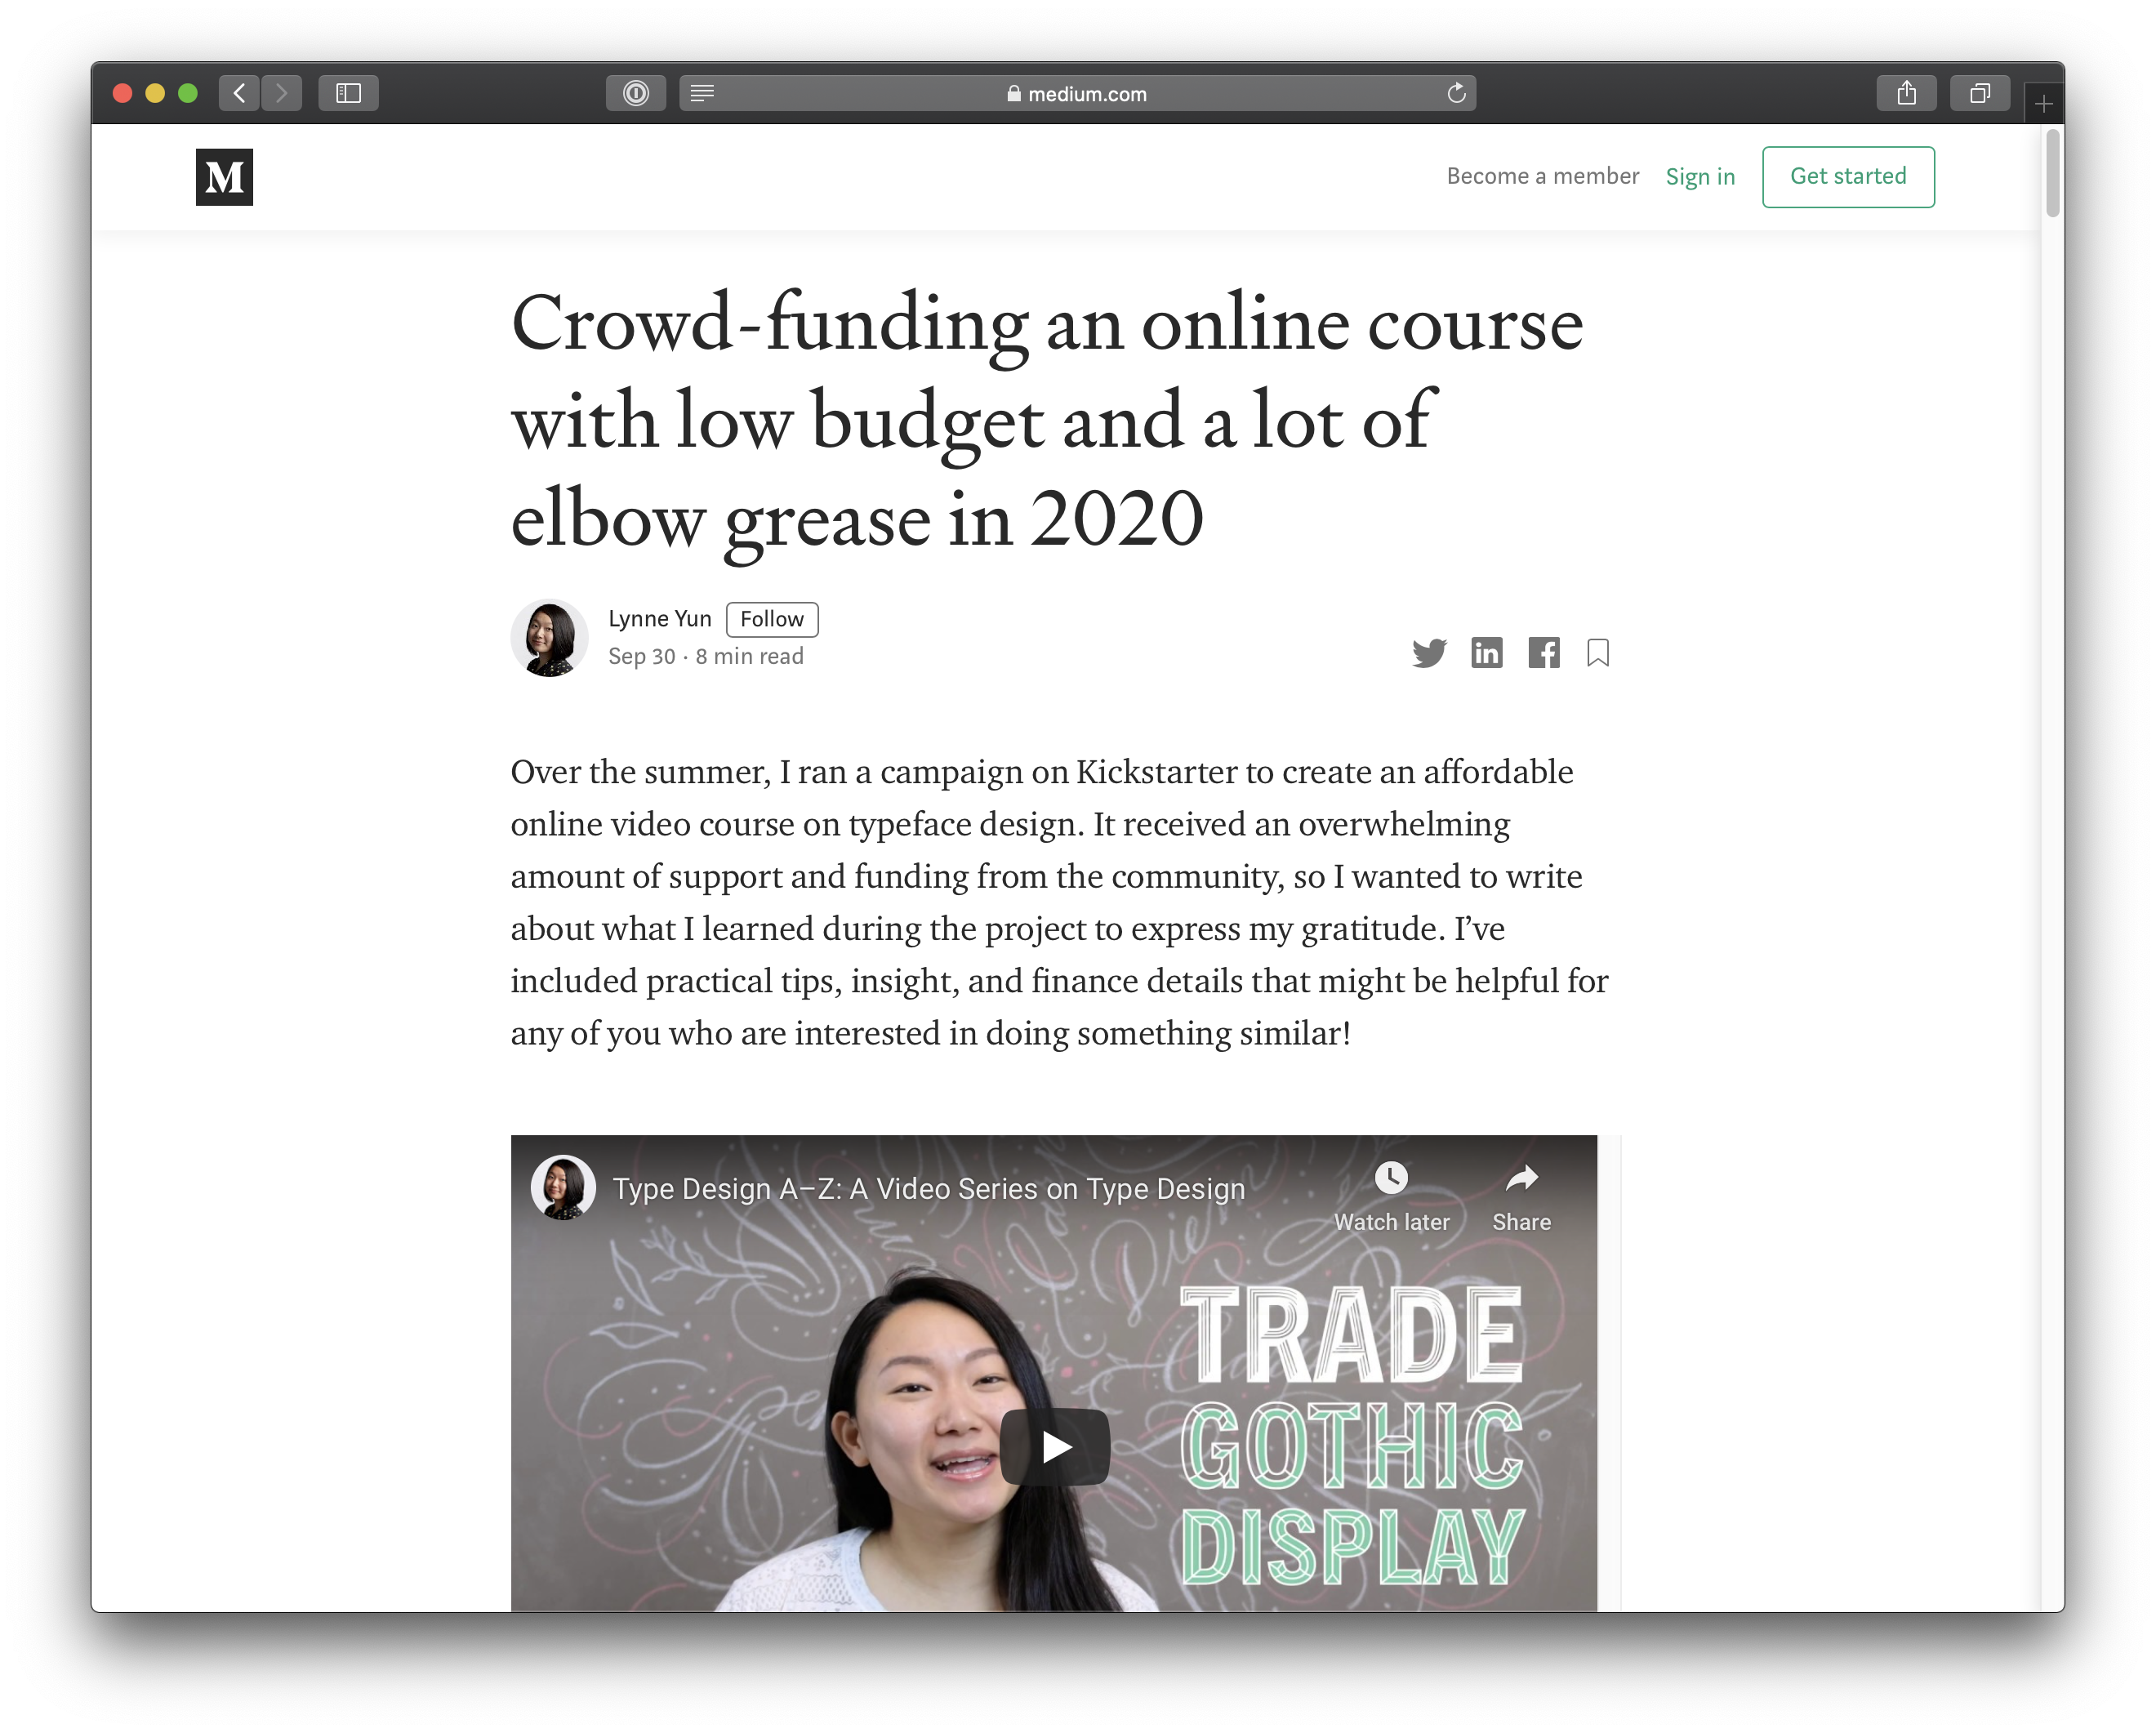 medium.com
M
Become a member
Sign in
Get started
Crowd-funding an online course
with low budget and a lot of
elbow grease in 2020
Lynne Yun
Follow
Sep 30 · 8 min read
Over the summer, I ran a campaign on Kickstarter to create an affordable
online video course on typeface design. It received an overwhelming
amount of support and funding from the community, so I wanted to write
about what I learned during the project to express my gratitude. I’ve
included practical tips, insight, and finance details that might be helpful for
any of you who are interested in doing something similar!
Type Design A–Z: A Video Series on Type Design
Watch later
Share
TRADE
GOTHIC
DISPLAY